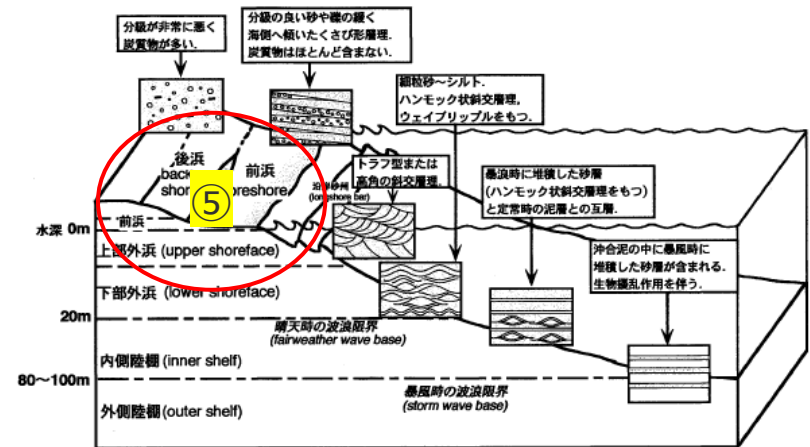 分級が非常に悪く
炭質物が多い.
分級の良い砂や礫の緩く
海側へ傾いたくさび形層理.
炭質物はほとんど含まない.
細粒砂～シルト.
ハンモック状斜交層理,
ウェイブリップルをもつ.
後浜
back
shor
前浜
oreshore
⑤
沿岸砂州
(longshore bar)
トラフ型または
高角の斜交層理.
暴浪時に堆積した砂層
(ハンモック状斜交層理をもつ)
と定常時の泥層との互層.
沖合泥の中に暴風時に
堆積した砂層が含まれる.
生物擾乱作用を伴う.
前浜
水深 0m
上部外浜 (upper shoreface)
下部外浜 (lower shoreface)
20m
晴天時の波浪限界
(fairweather wave base)
内側陸棚 (inner shelf)
80～100m
暴風時の波浪限界
(storm wave base)
外側陸棚 (outer shelf)